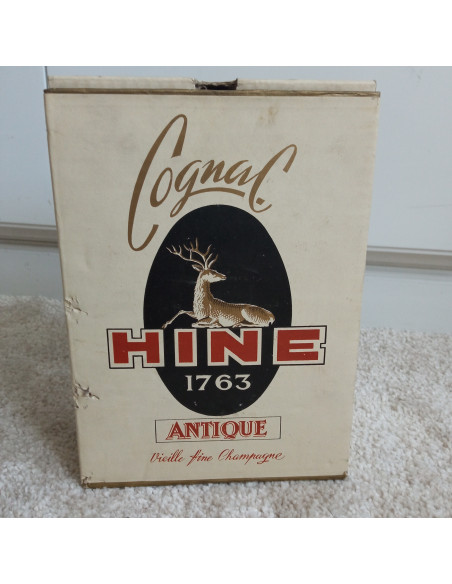 Cognac.
HINE
1763
ANTIQUE
Vieille fine Champagne